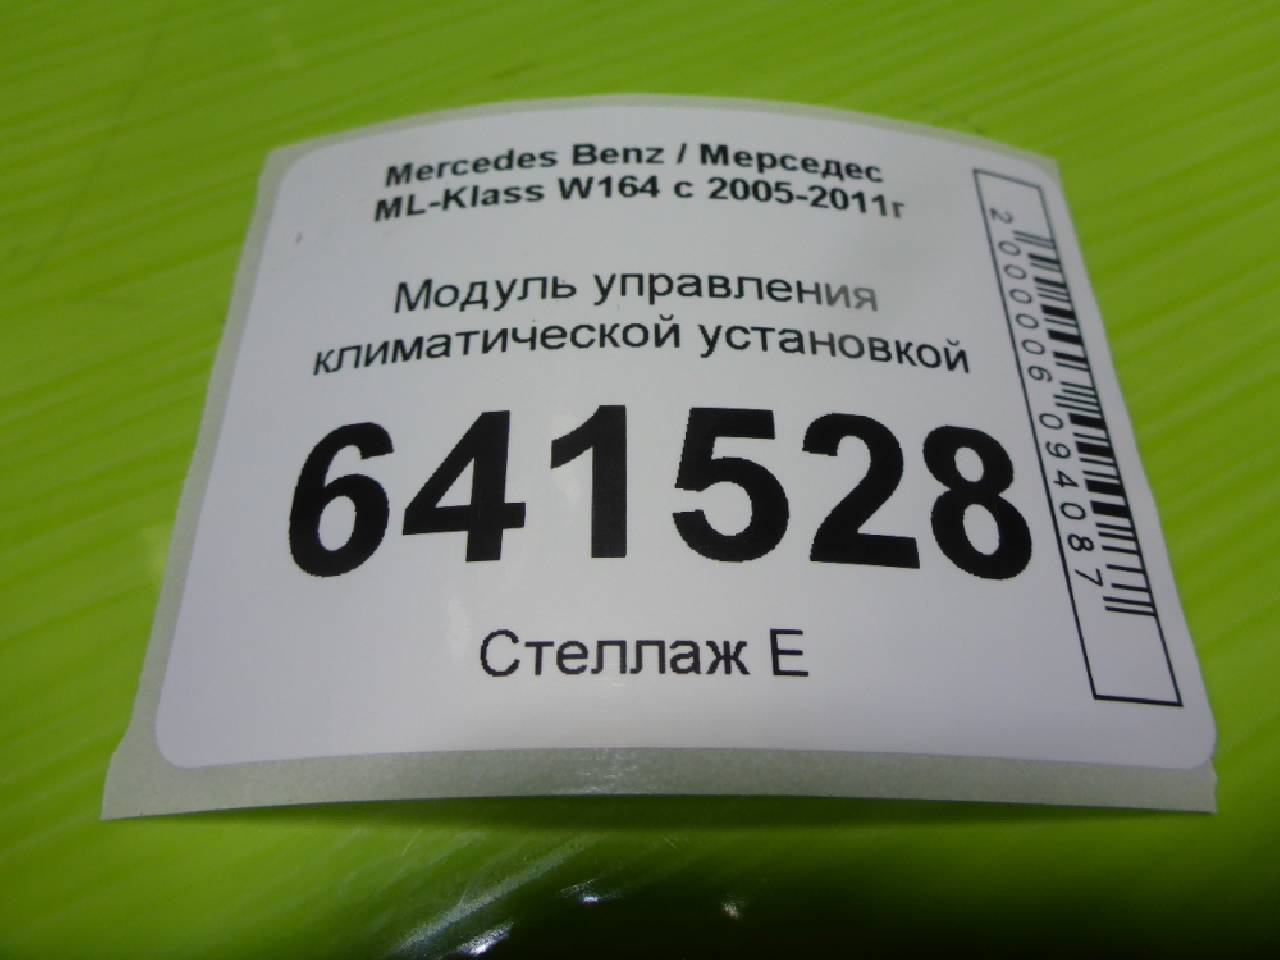 Mercedes Benz / Мерседес
ML-Klass W164 с 2005-2011г
Модуль управления
климатической установкой
641528
Стеллаж Е
2000006094087